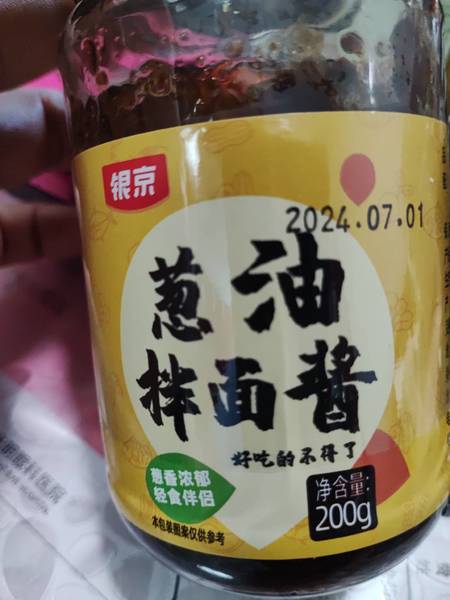 银京
2024.07.01
葱油
拌面酱
好吃的不得了
葱香浓郁
轻食伴侣
净含量:
200g
本包装图案仅供参考